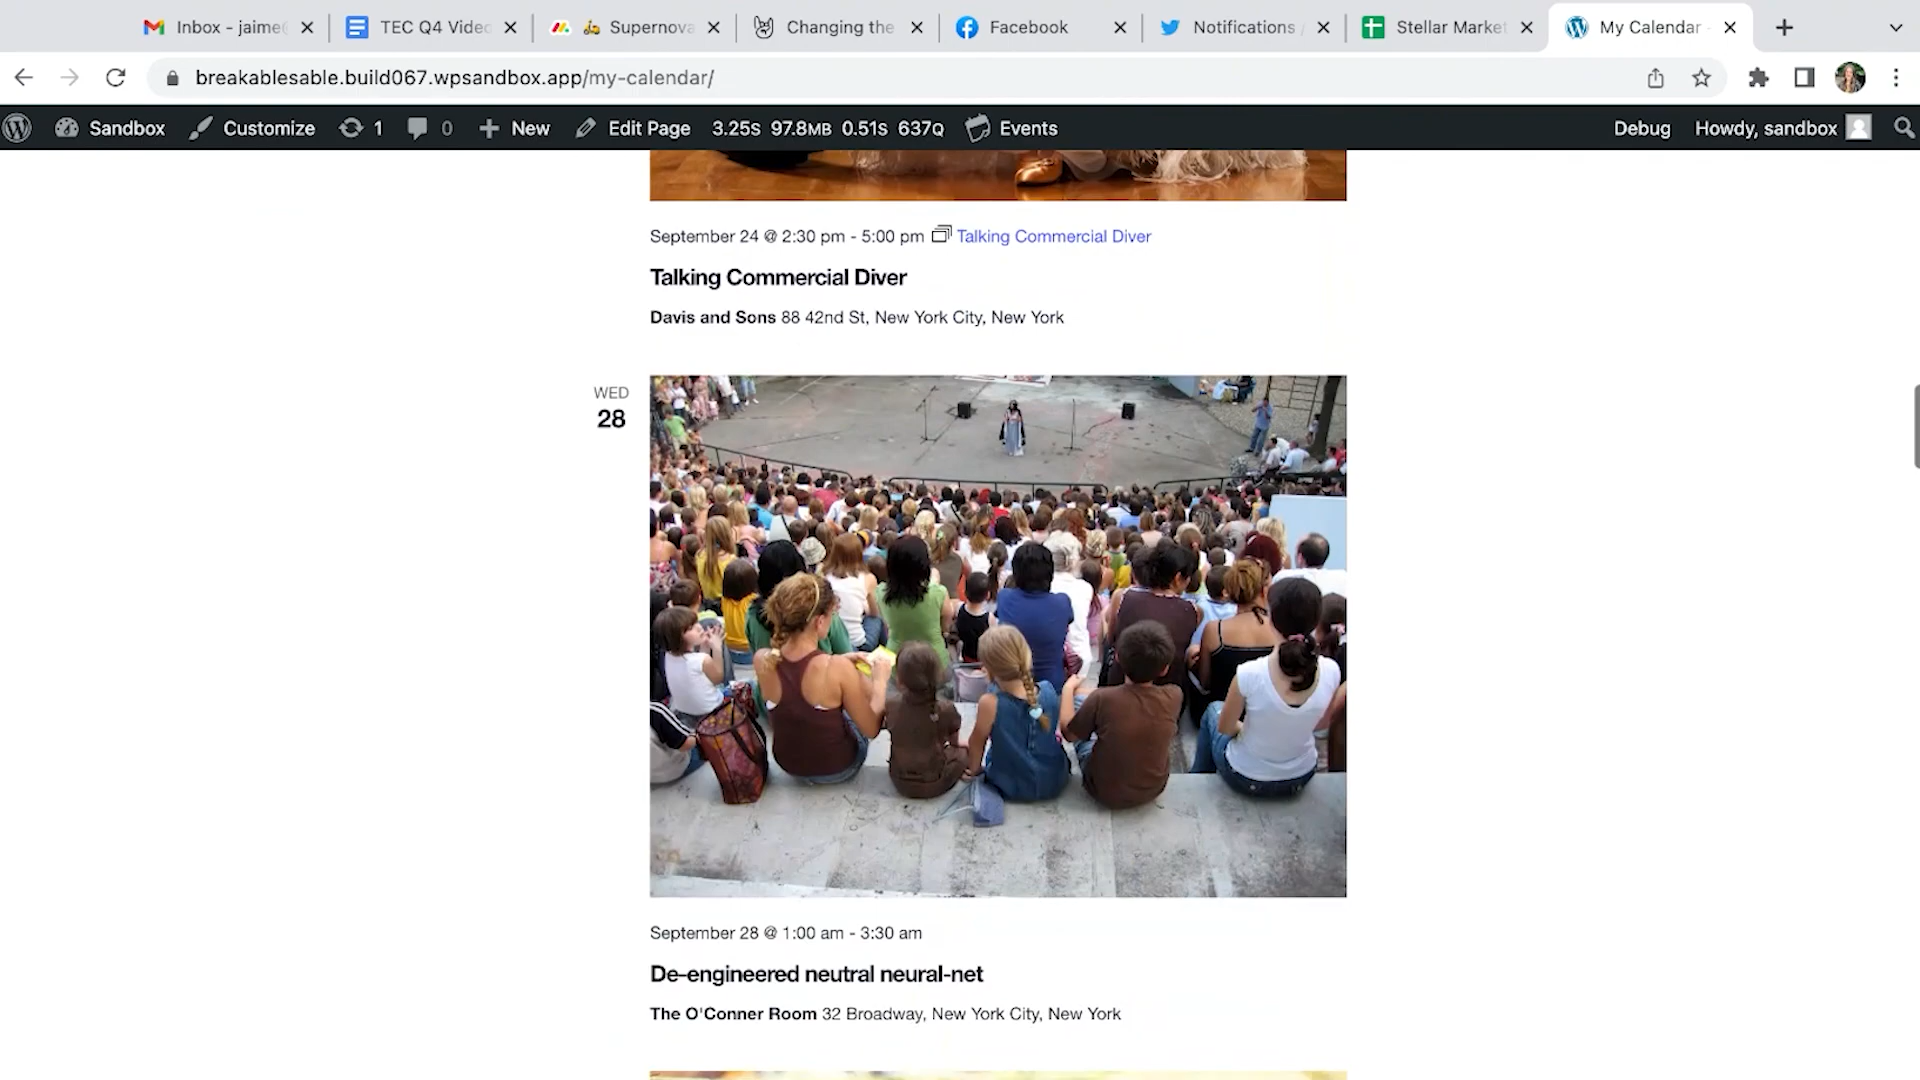 Inbox - jaime
TEC Q4 Video
Supernova
Changing the
Facebook
Notifications /
Stellar Market
My Calendar -
breakablesable.build067.wpsandbox.app/my-calendar/
Sandbox
Customize
1
0
New
Edit Page
3.25S 97.8MB 0.51S 637Q
Events
Debug
Howdy, sandbox
September 24 @ 2:30 pm - 5:00 pm Talking Commercial Diver
Talking Commercial Diver
Davis and Sons 88 42nd St, New York City, New York
WED
28
September 28 @ 1:00 am - 3:30 am
De-engineered neutral neural-net
The O'Conner Room 32 Broadway, New York City, New York